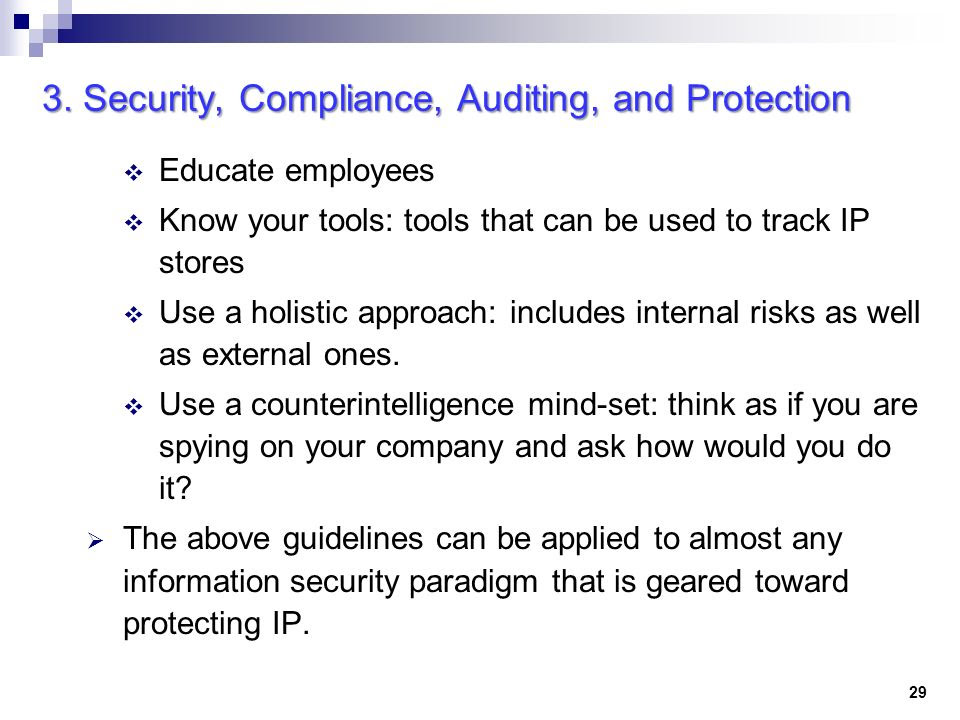 3. Security, Compliance, Auditing, and Protection
Educate employees
Know your tools: tools that can be used to track IP
stores
Use a holistic approach: includes internal risks as well
as external ones.
Use a counterintelligence mind-set: think as if you are
spying on your company and ask how would you do
it?
The above guidelines can be applied to almost any
information security paradigm that is geared toward
protecting IP.
29